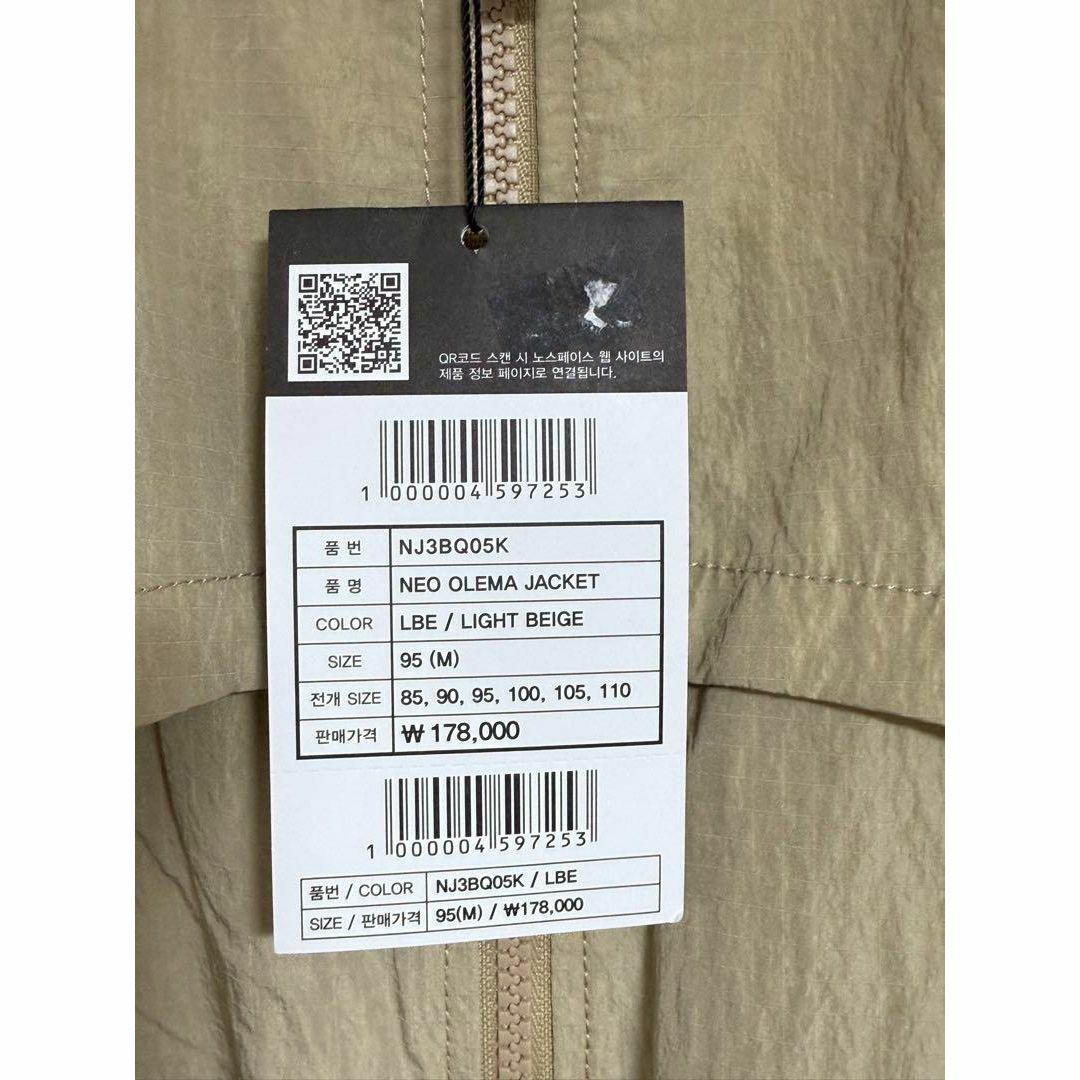 QR코드 스캔 시 노스페이스 웹 사이트의
제품 정보 페이지로 연결됩니다.
1 000004 597253
품 번 NJ3BQ05K
품 명 NEO OLEMA JACKET
COLOR LBE / LIGHT BEIGE
SIZE 95 (M)
전개 SIZE 85, 90, 95, 100, 105, 110
판매가격 ₩ 178,000
1 000004 597253
품번 / COLOR NJ3BQ05K / LBE
SIZE / 판매가격 95(M) / ₩178,000